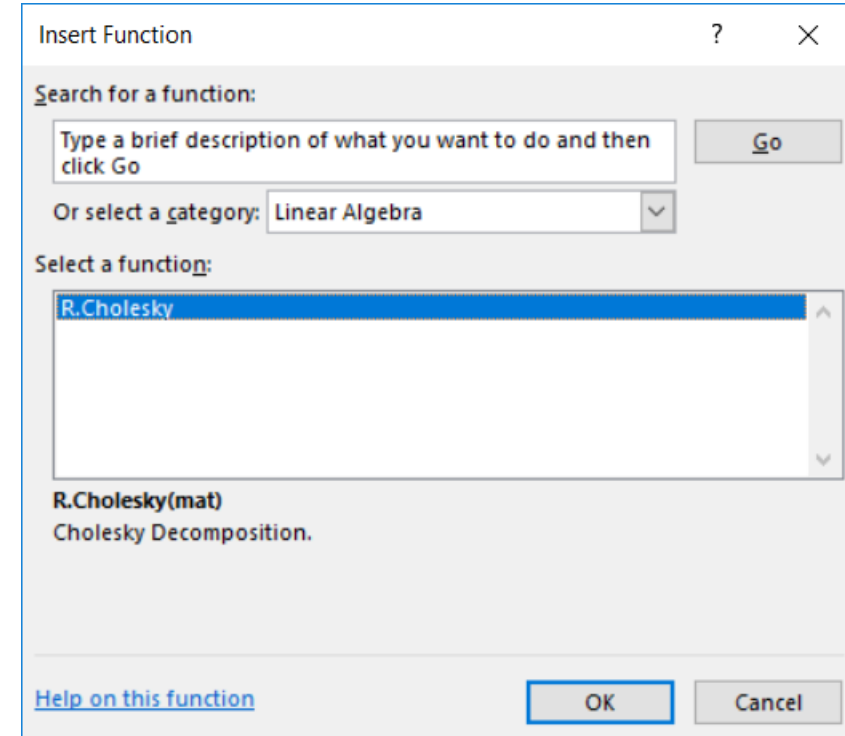 Insert Function
?
Search for a function:
Type a brief description of what you want to do and then
click Go
Go
Or select a category: Linear Algebra
Select a function:
R.Cholesky
R.Cholesky(mat)
Cholesky Decomposition.
Help on this function
OK
Cancel